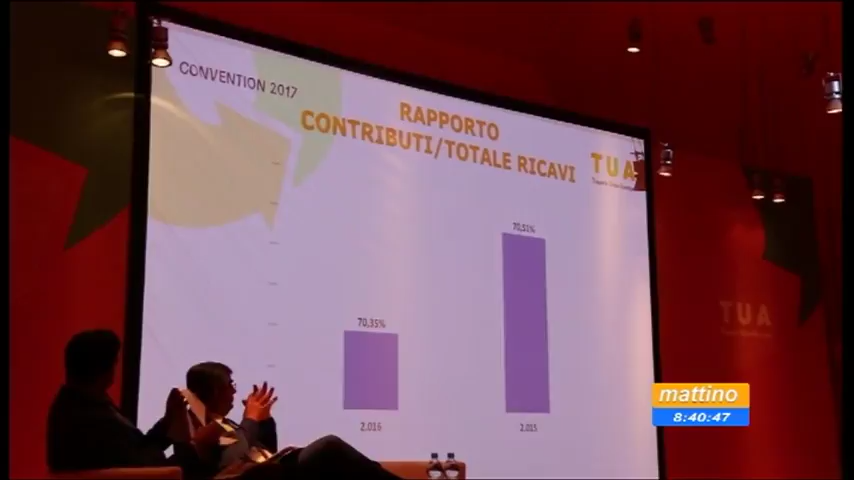 CONVENTION 2017
RAPPORTO
CONTRIBUTI/TOTALE RICAVI
TUA
70,35%
70,51%
2.016
2.015
TUA
mattino
8:40:47